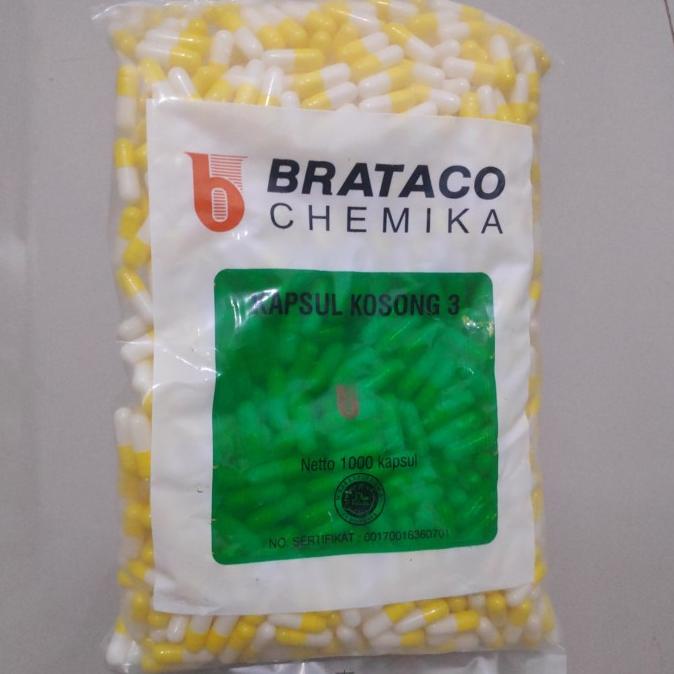 BRATACO
CHEMIKA
KAPSUL KOSONG 3
Netto 1000 kapsul
NO. SERTIFIKAT : 00170016360701